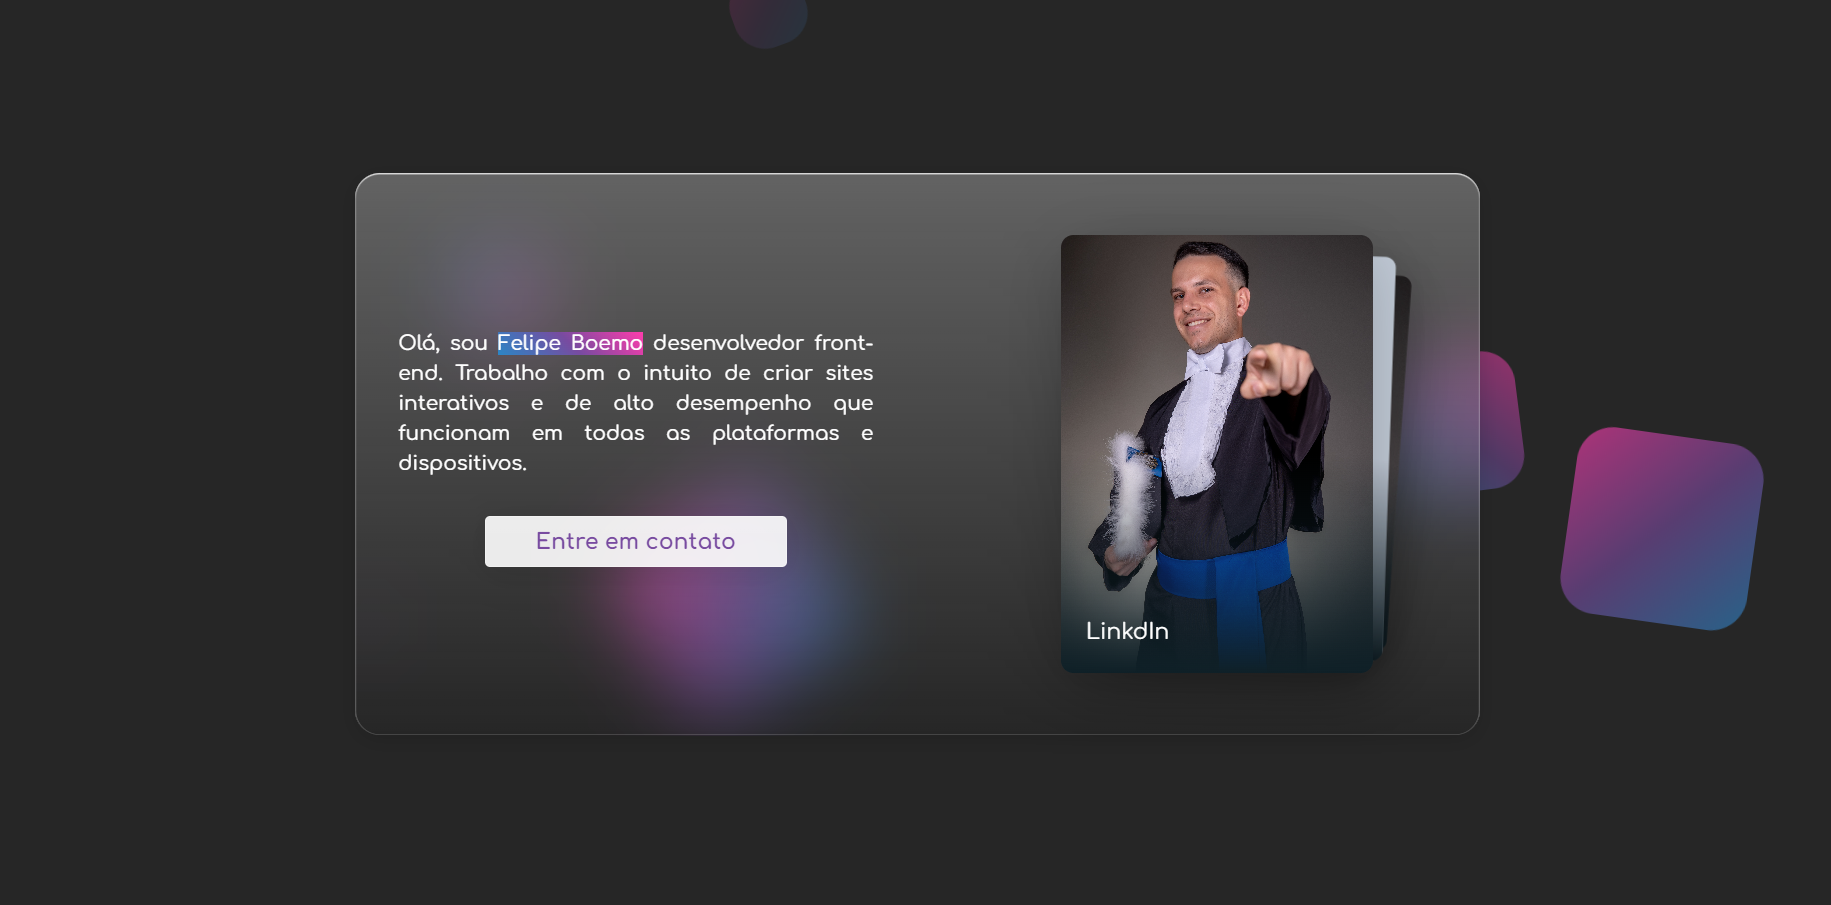 Olá, sou Felipe Boemo desenvolvedor front-
end. Trabalho com o intuito de criar sites
interativos e de alto desempenho que
funcionam em todas as plataformas e
dispositivos.
Entre em contato
LinkdIn